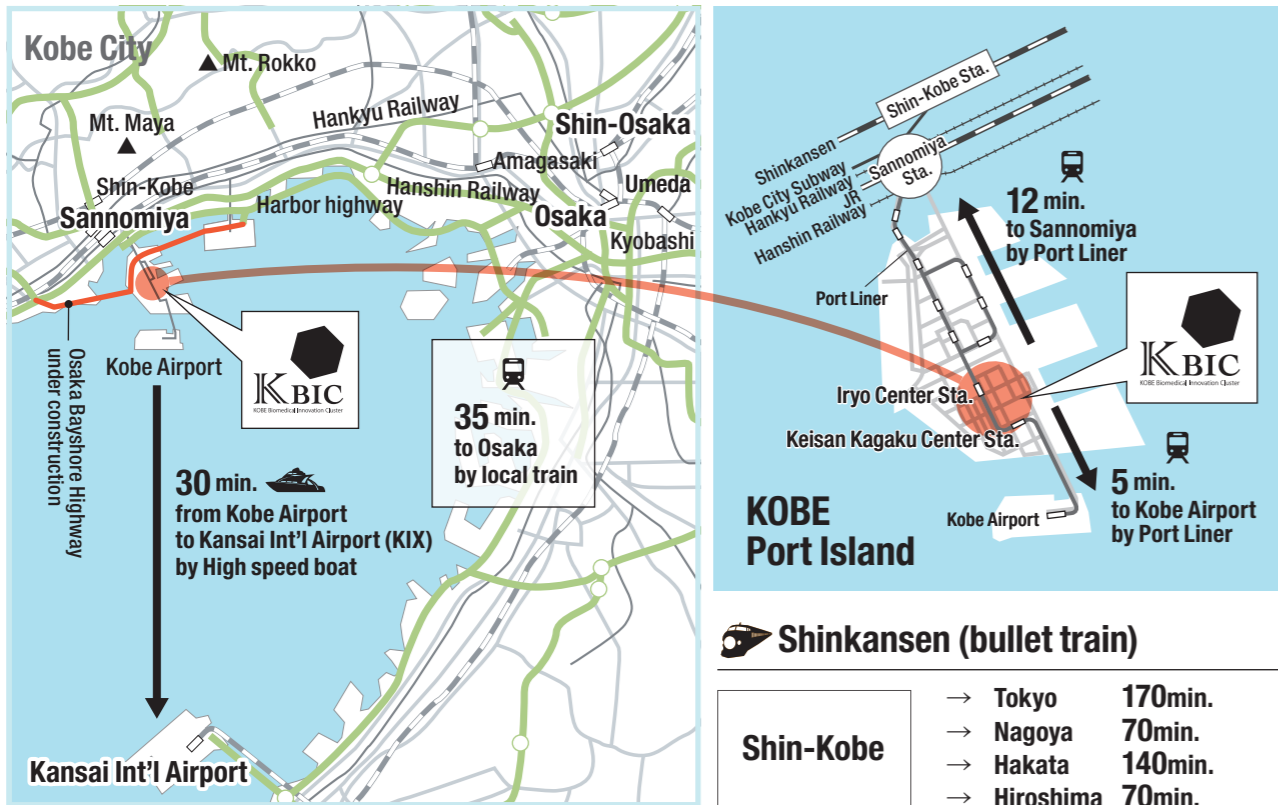 Kobe City
Mt. Rokko
Mt. Maya
Hankyu Railway
Shin-Osaka
Amagasaki
Shin-Kobe
Hanshin Railway
Umeda
Sannomiya
Harbor highway
Osaka
Kyobashi
Kobe Airport
KBIC
KOBE Biomedical Innovation Cluster
Osaka Bayshore Highway
under construction
35 min.
to Osaka
by local train
30 min.
from Kobe Airport
to Kansai Int'l Airport (KIX)
by High speed boat
Kansai Int'l Airport
Shin-Kobe Sta.
Sannomiya
Sta.
Shinkansen
Kobe City Subway
Hankyu Railway
JR
Hanshin Railway
12 min.
to Sannomiya
by Port Liner
Port Liner
KBIC
KOBE Biomedical Innovation Cluster
Iryo Center Sta.
Keisan Kagaku Center Sta.
5 min.
to Kobe Airport
by Port Liner
Kobe Airport
KOBE
Port Island
Shinkansen (bullet train)
Shin-Kobe
→ Tokyo 170min.
→ Nagoya 70min.
→ Hakata 140min.
→ Hiroshima 70min.